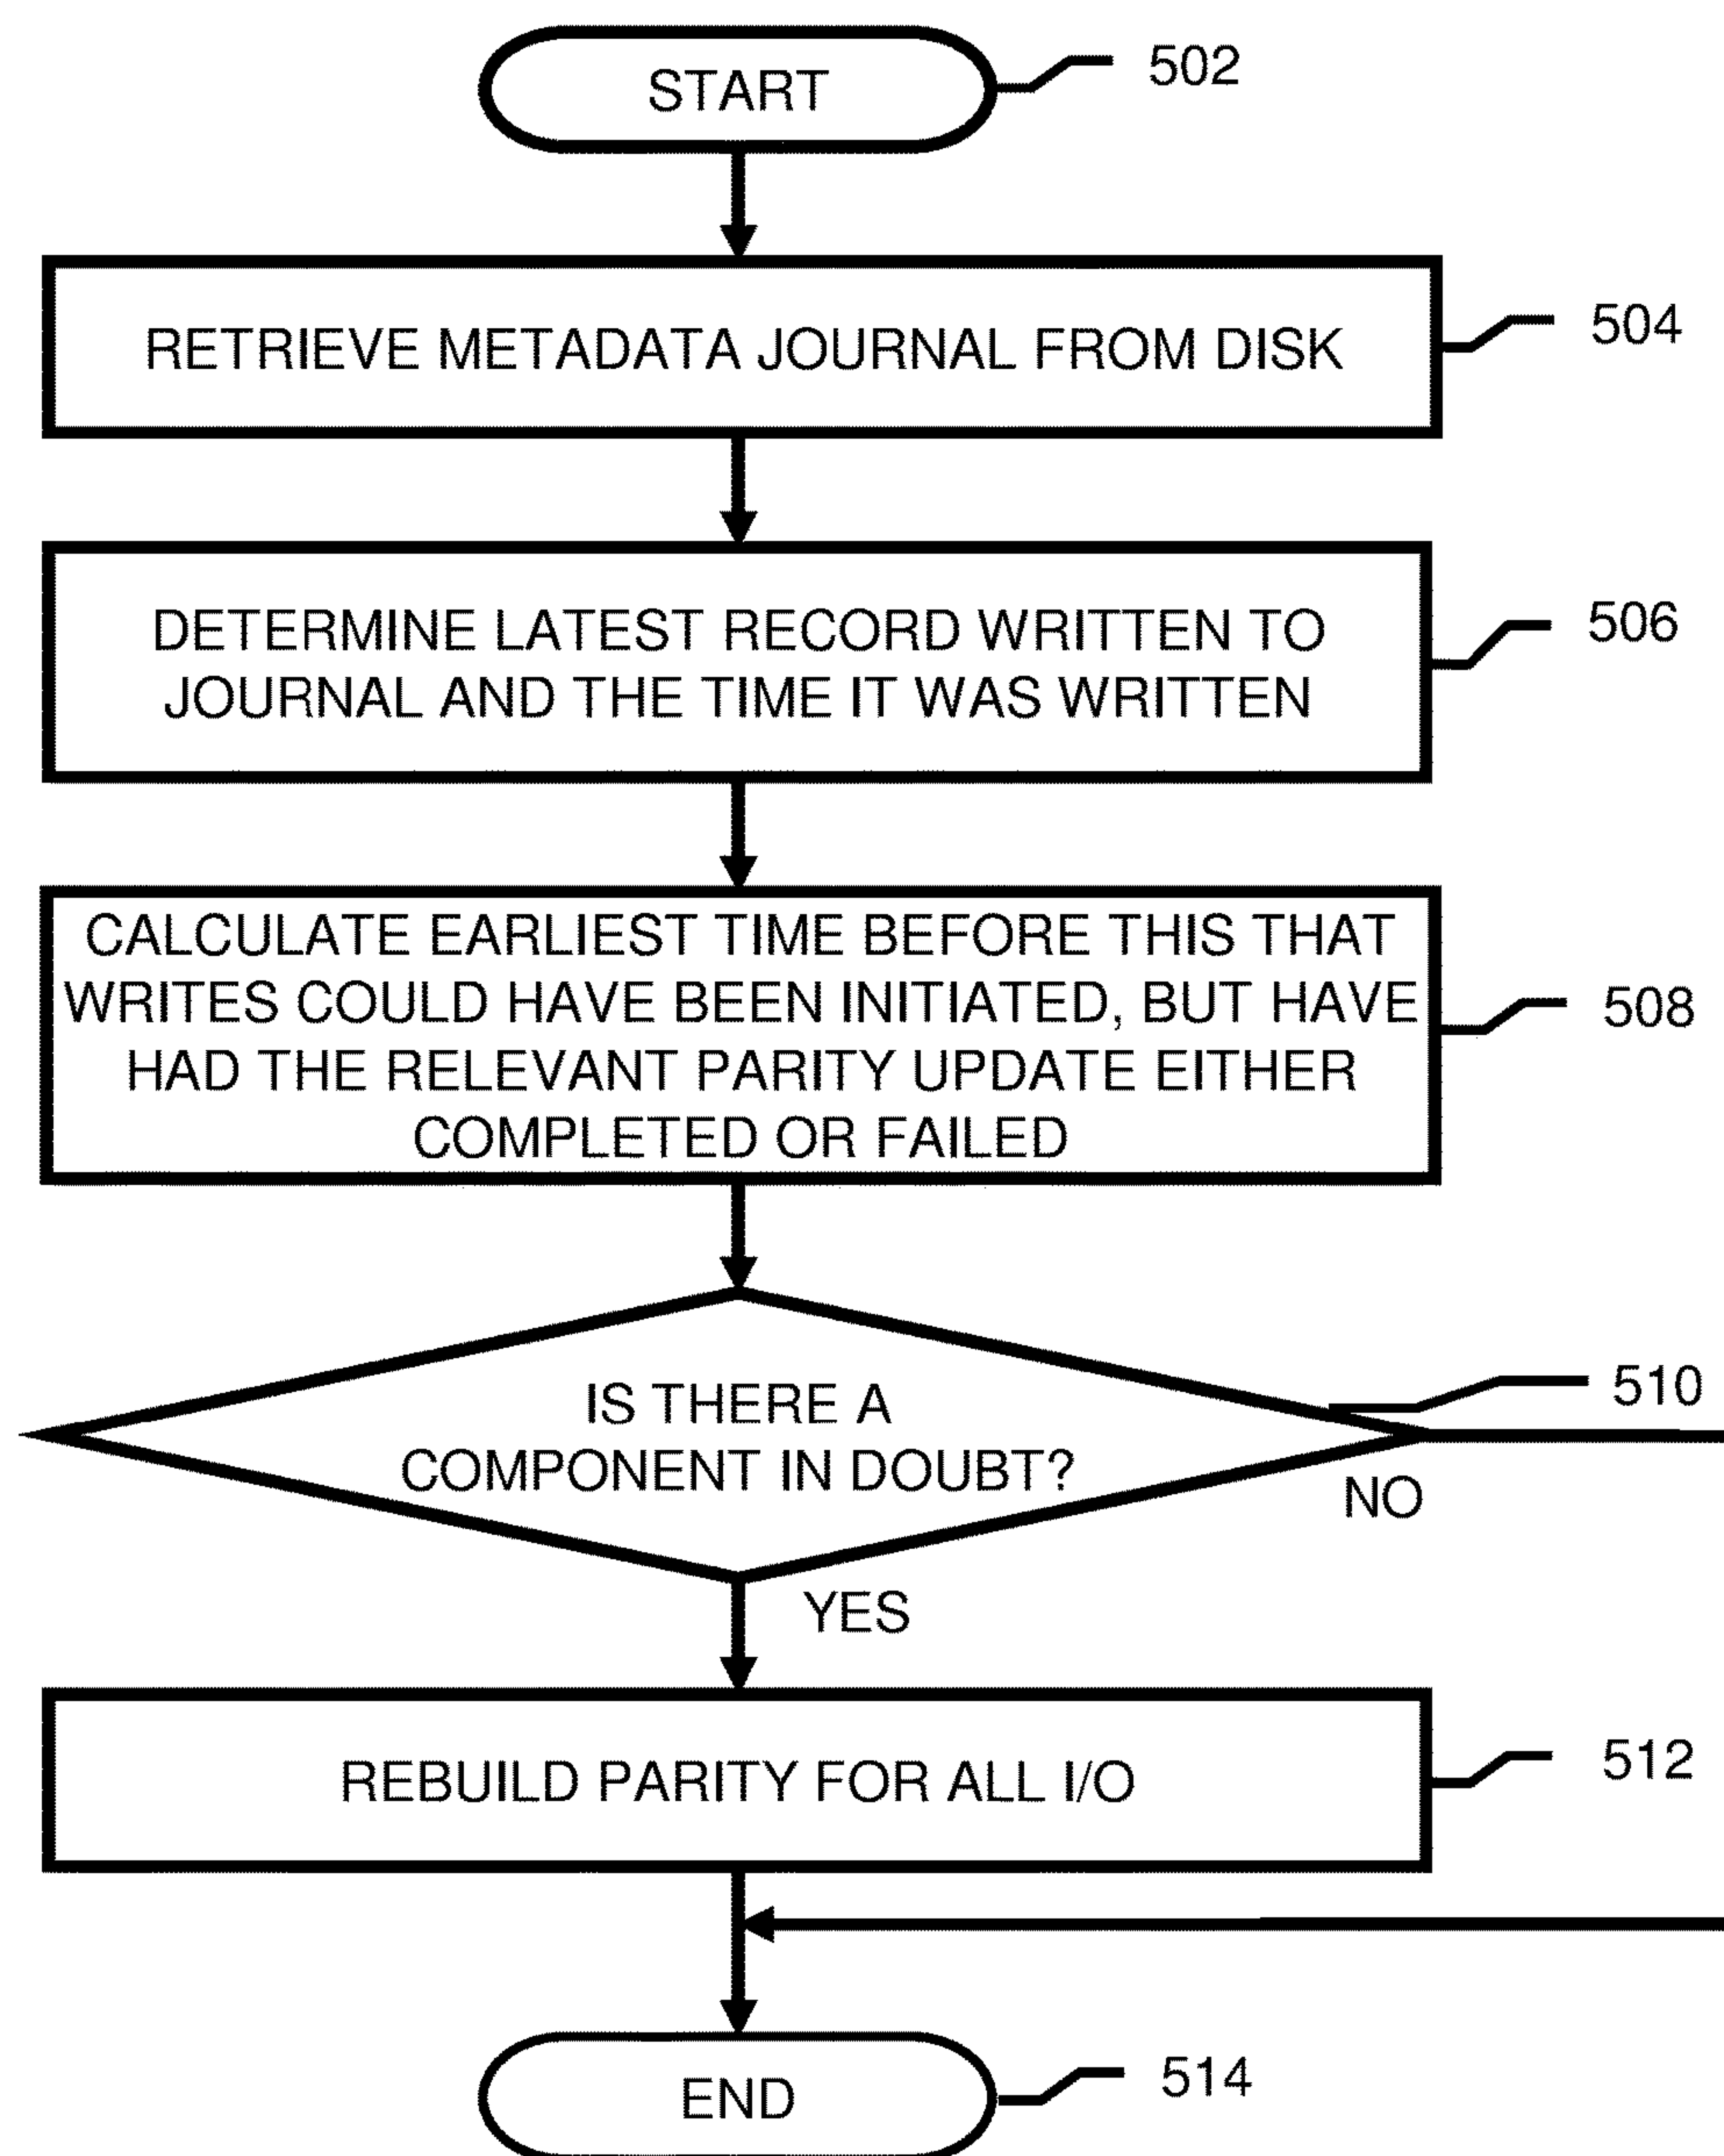 START
502
RETRIEVE METADATA JOURNAL FROM DISK
504
DETERMINE LATEST RECORD WRITTEN TO
JOURNAL AND THE TIME IT WAS WRITTEN
506
CALCULATE EARLIEST TIME BEFORE THIS THAT
WRITES COULD HAVE BEEN INITIATED, BUT HAVE
HAD THE RELEVANT PARITY UPDATE EITHER
COMPLETED OR FAILED
508
IS THERE A
COMPONENT IN DOUBT?
510
NO
YES
REBUILD PARITY FOR ALL I/O
512
END
514